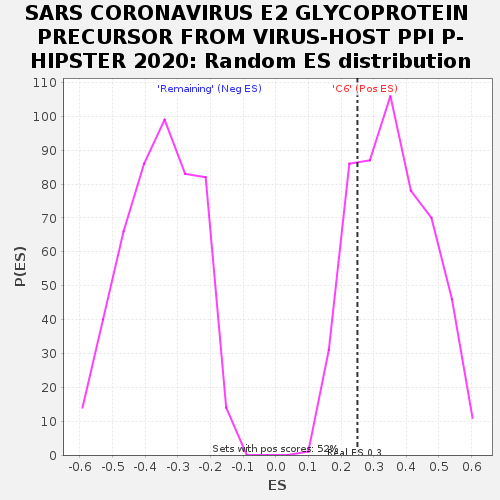 SARS CORONAVIRUS E2 GLYCOPROTEIN
PRECURSOR FROM VIRUS-HOST PPI P-
HIPSTER 2020: Random ES distribution
'Remaining' (Neg ES) 'C6' (Pos ES)
110
100
90
80
70
60
50
40
30
20
10
0
P(ES)
Sets with pos scores: 52%
Real ES 0.3
-0.6 -0.5 -0.4 -0.3 -0.2 -0.1 0.0 0.1 0.2 0.3 0.4 0.5 0.6
ES